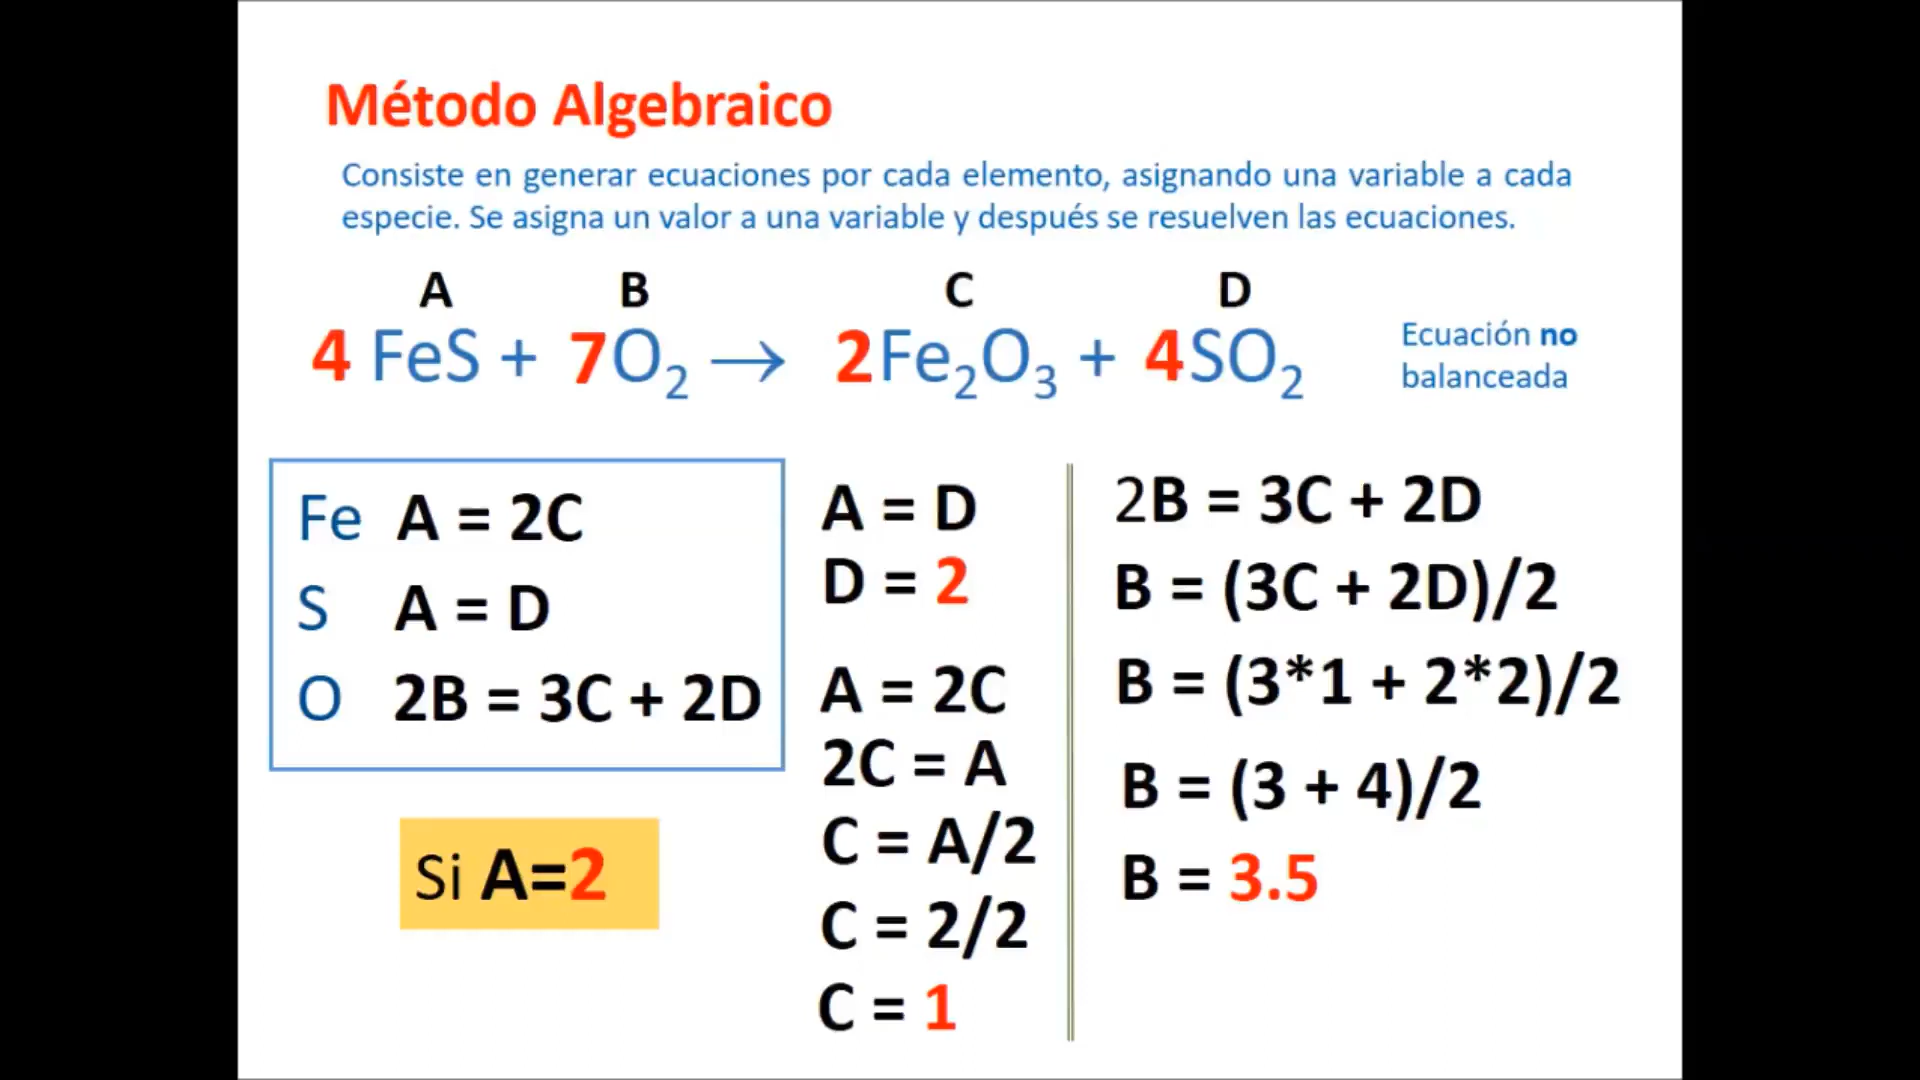 Método Algebraico
Consiste en generar ecuaciones por cada elemento, asignando una variable a cada
especie. Se asigna un valor a una variable y después se resuelven las ecuaciones.
A B C D
4 FeS + 7O₂ → 2Fe₂O₃ + 4SO₂
Ecuación no
balanceada
Fe A = 2C
S A = D
O 2B = 3C + 2D
Si A=2
A = D
D = 2
A = 2C
2C = A
C = A/2
C = 2/2
C = 1
2B = 3C + 2D
B = (3C + 2D)/2
B = (3*1 + 2*2)/2
B = (3 + 4)/2
B = 3.5